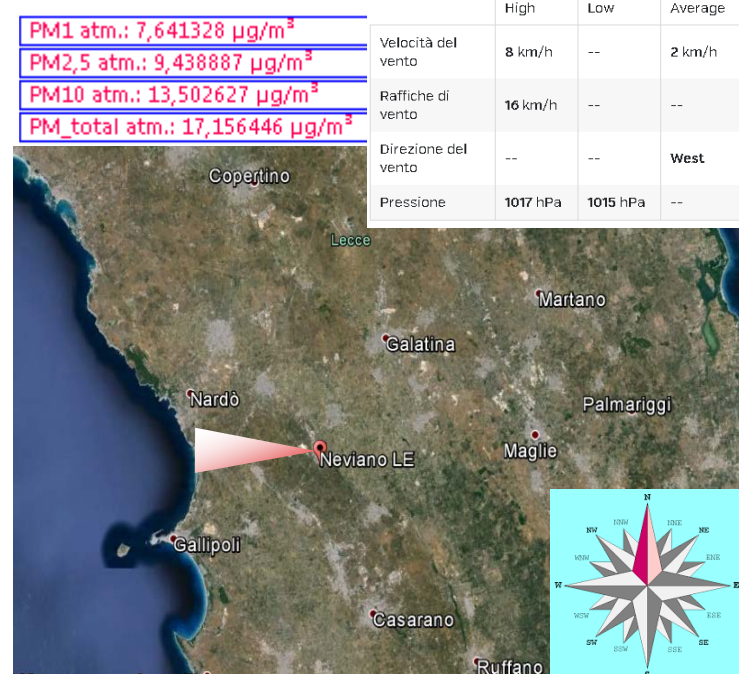 PM1 atm.: 7,641328 µg/m³
PM2,5 atm.: 9,438887 µg/m³
PM10 atm.: 13,502627 µg/m³
PM_total atm.: 17,156446 µg/m³
High Low Average
Velocità del
vento
8 km/h -- 2 km/h
Raffiche di
vento
16 km/h -- --
Direzione del
vento
-- -- West
Pressione 1017 hPa 1015 hPa --
Copertino
Lecce
Martano
Galatina
Nardò
Palmariggi
Neviano LE
Maglie
Gallipoli
Casarano
Ruffano
N
NNW NNE
NW NE
WNW ENE
W E
WSW ESE
SW SE
SSW SSE
S